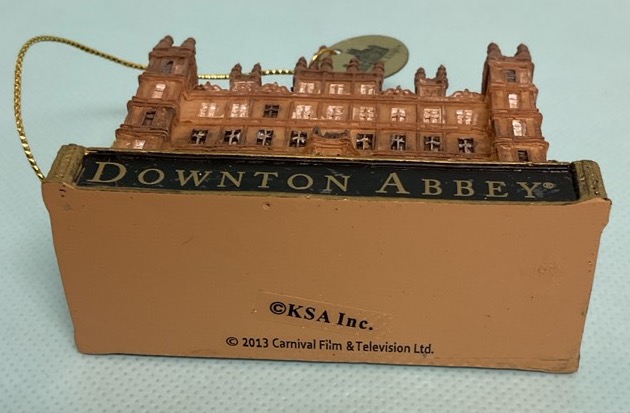 DOWNTON ABBEY®
©KSA Inc.
© 2013 Carnival Film & Television Ltd.